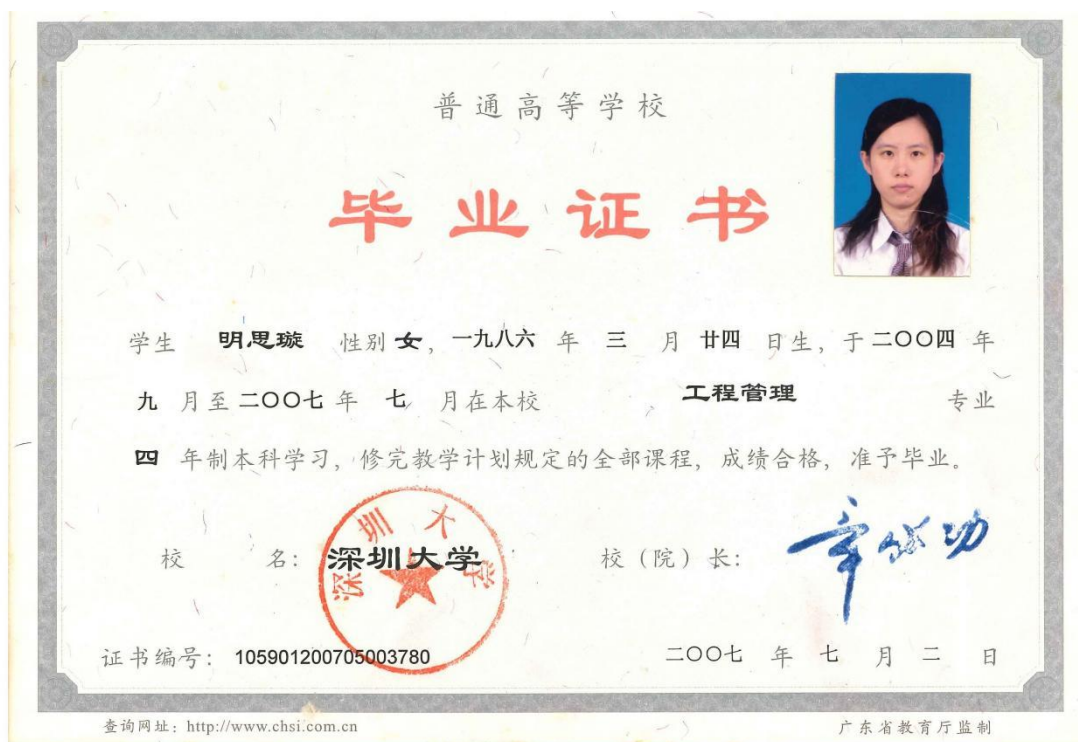 普通高等学校
毕业证书
学生 明思璇 性别 女，一九八六 年 三 月 廿四 日生，于 二〇〇四 年
九 月至 二〇〇七 年 七 月在本校 工程管理 专业
四 年制本科学习，修完教学计划规定的全部课程，成绩合格，准予毕业。
校 名：深圳大学 校（院）长：
深圳大学
证书编号：105901200705003780 二〇〇七 年 七 月 二 日
查询网址：http://www.chsi.com.cn 广东省教育厅监制